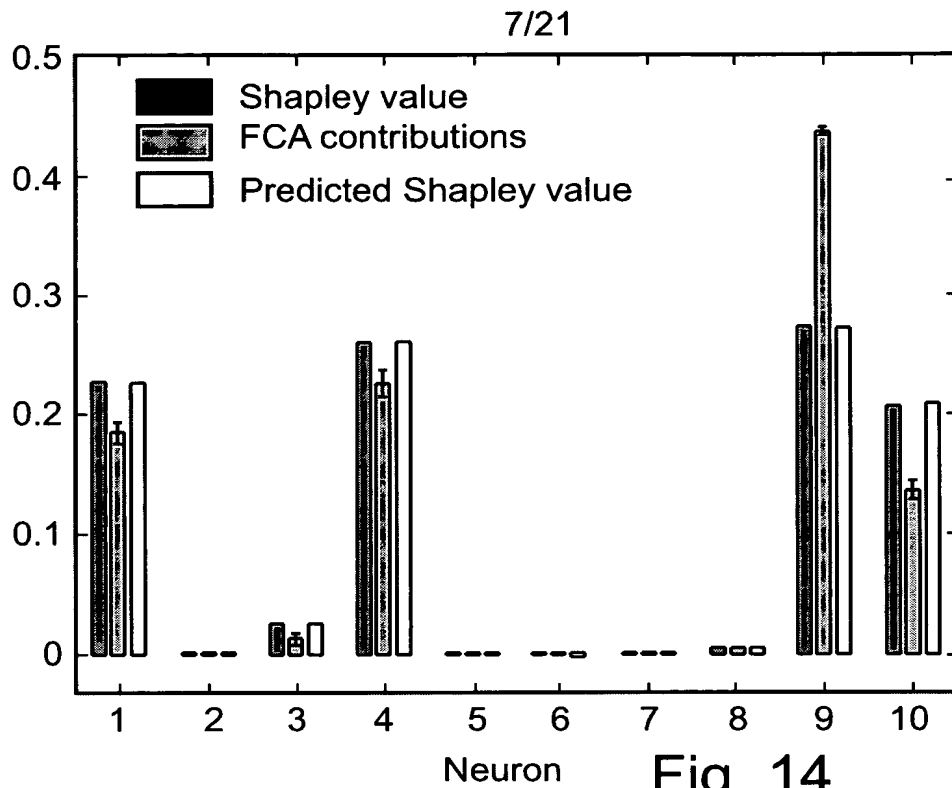 7/21
0.5
Shapley value
FCA contributions
0.4
Predicted Shapley value
0.3
0.2
0.1
0
1 2 3 4 5 6 7 8 9 10
Neuron
Fig 14